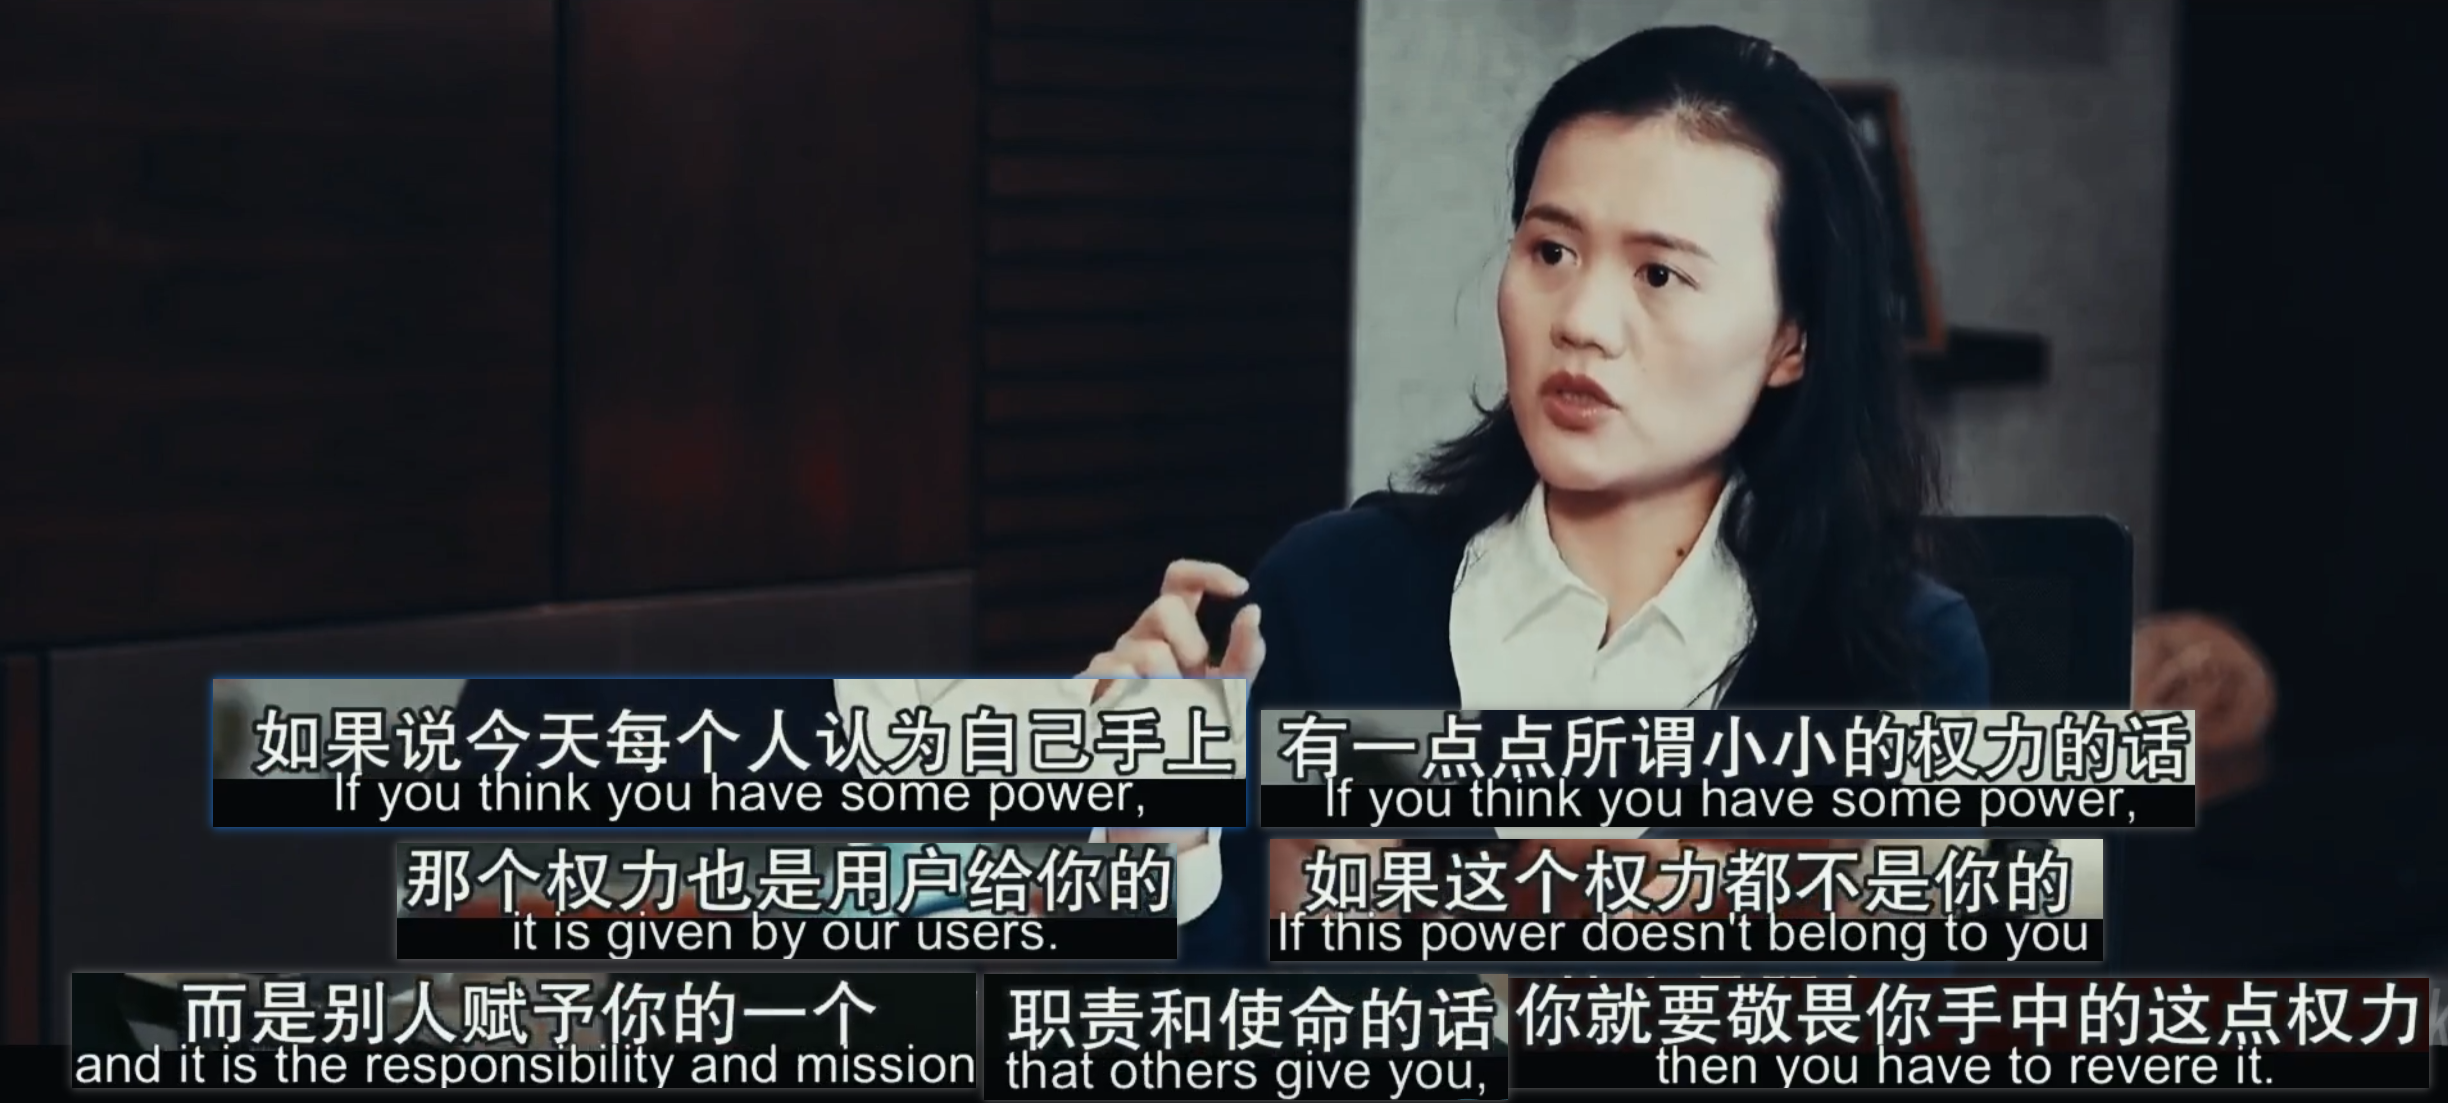 如果说今天每个人认为自己手上
If you think you have some power,
有一点点所谓小小的权力的话
If you think you have some power,
那个权力也是用户给你的
it is given by our users.
如果这个权力都不是你的
If this power doesn't belong to you
而是别人赋予你的一个
and it is the responsibility and mission
职责和使命的话
that others give you,
你就要敬畏你手中的这点权力
then you have to revere it.